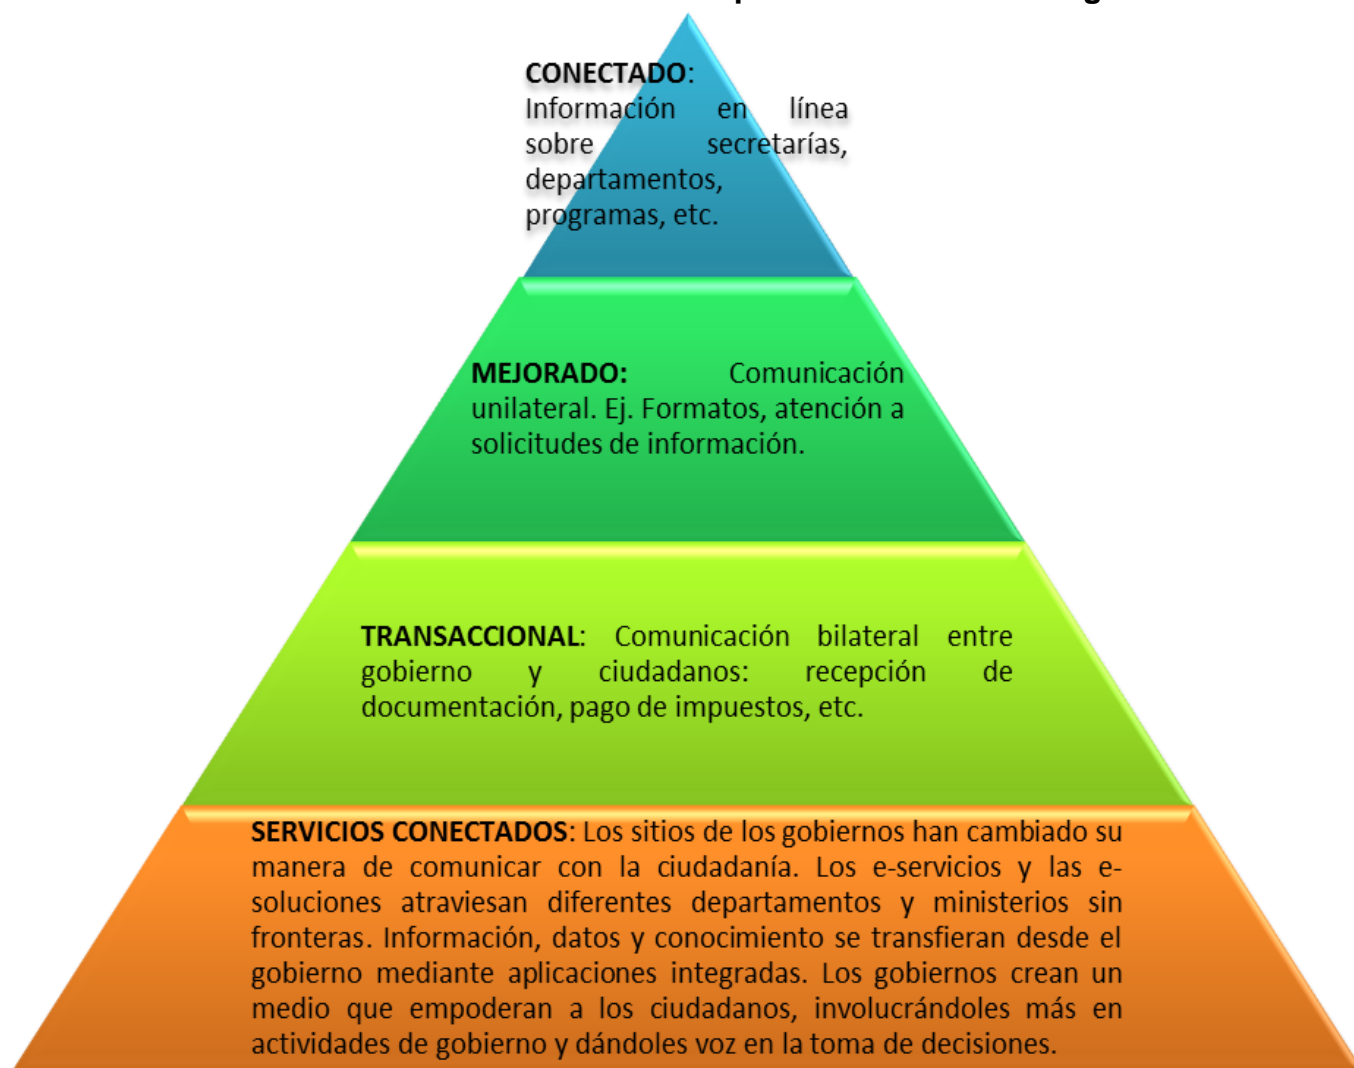 CONECTADO:
Información en línea
sobre secretarías,
departamentos,
programas, etc.
MEJORADO: Comunicación
unilateral. Ej. Formatos, atención a
solicitudes de información.
TRANSACCIONAL: Comunicación bilateral entre
gobierno y ciudadanos: recepción de
documentación, pago de impuestos, etc.
SERVICIOS CONECTADOS: Los sitios de los gobiernos han cambiado su
manera de comunicar con la ciudadanía. Los e-servicios y las e-
soluciones atraviesan diferentes departamentos y ministerios sin
fronteras. Información, datos y conocimiento se transfieran desde el
gobierno mediante aplicaciones integradas. Los gobiernos crean un
medio que empoderan a los ciudadanos, involucrándoles más en
actividades de gobierno y dándoles voz en la toma de decisiones.